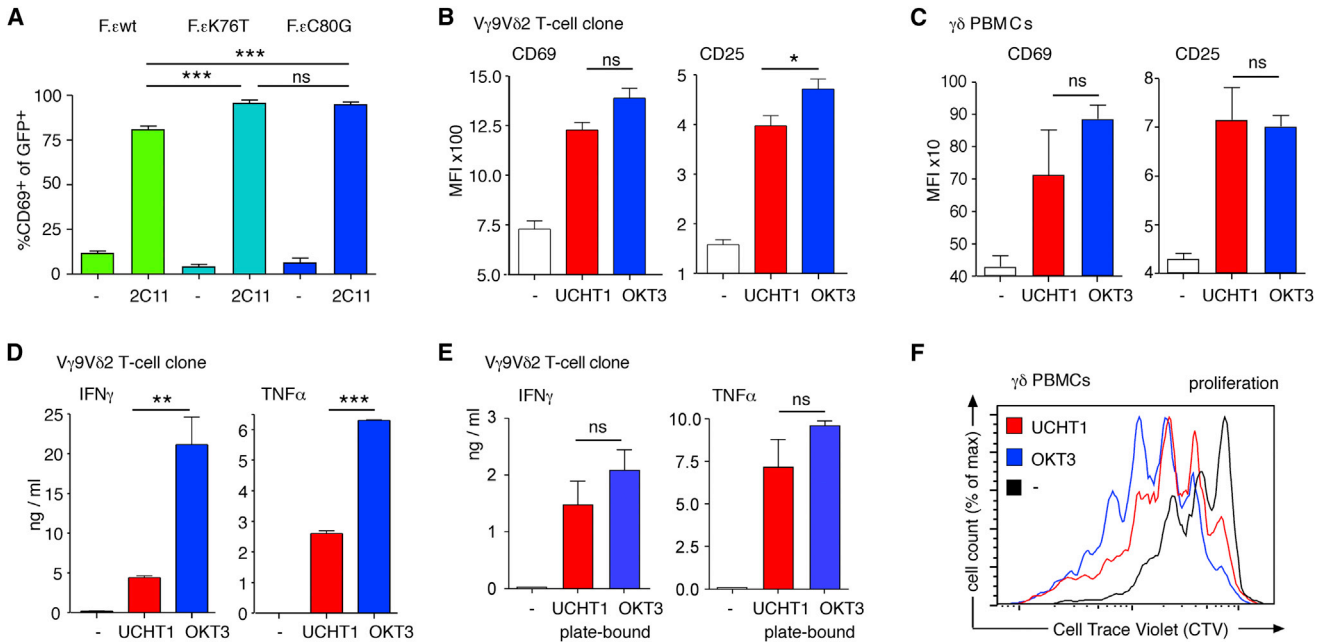 A
F.εwt F.εK76T F.εC80G
***
*** ns
%CD69+ of GFP+
100
75
50
25
0
- 2C11 - 2C11 - 2C11
B Vγ9Vδ2 T-cell clone
CD69
MFI x100
15.0
12.5
10.0
7.5
5.0
ns
- UCHT1 OKT3
CD25
5
4
3
2
1
*
- UCHT1 OKT3
C γδ PBMCs
CD69
MFI x10
100
90
80
70
60
50
40
ns
- UCHT1 OKT3
CD25
8
7
6
5
4
ns
- UCHT1 OKT3
D Vγ9Vδ2 T-cell clone
IFNγ
ng / ml
25
20
15
10
5
0
**
- UCHT1 OKT3
TNFα
7
6
5
4
3
2
1
0
***
- UCHT1 OKT3
E Vγ9Vδ2 T-cell clone
IFNγ
ng / ml
3
2
1
0
ns
- UCHT1 OKT3
plate-bound
TNFα
10.0
7.5
5.0
2.5
0.0
ns
- UCHT1 OKT3
plate-bound
F
γδ PBMCs proliferation
cell count (% of max)
UCHT1
OKT3
-
Cell Trace Violet (CTV)